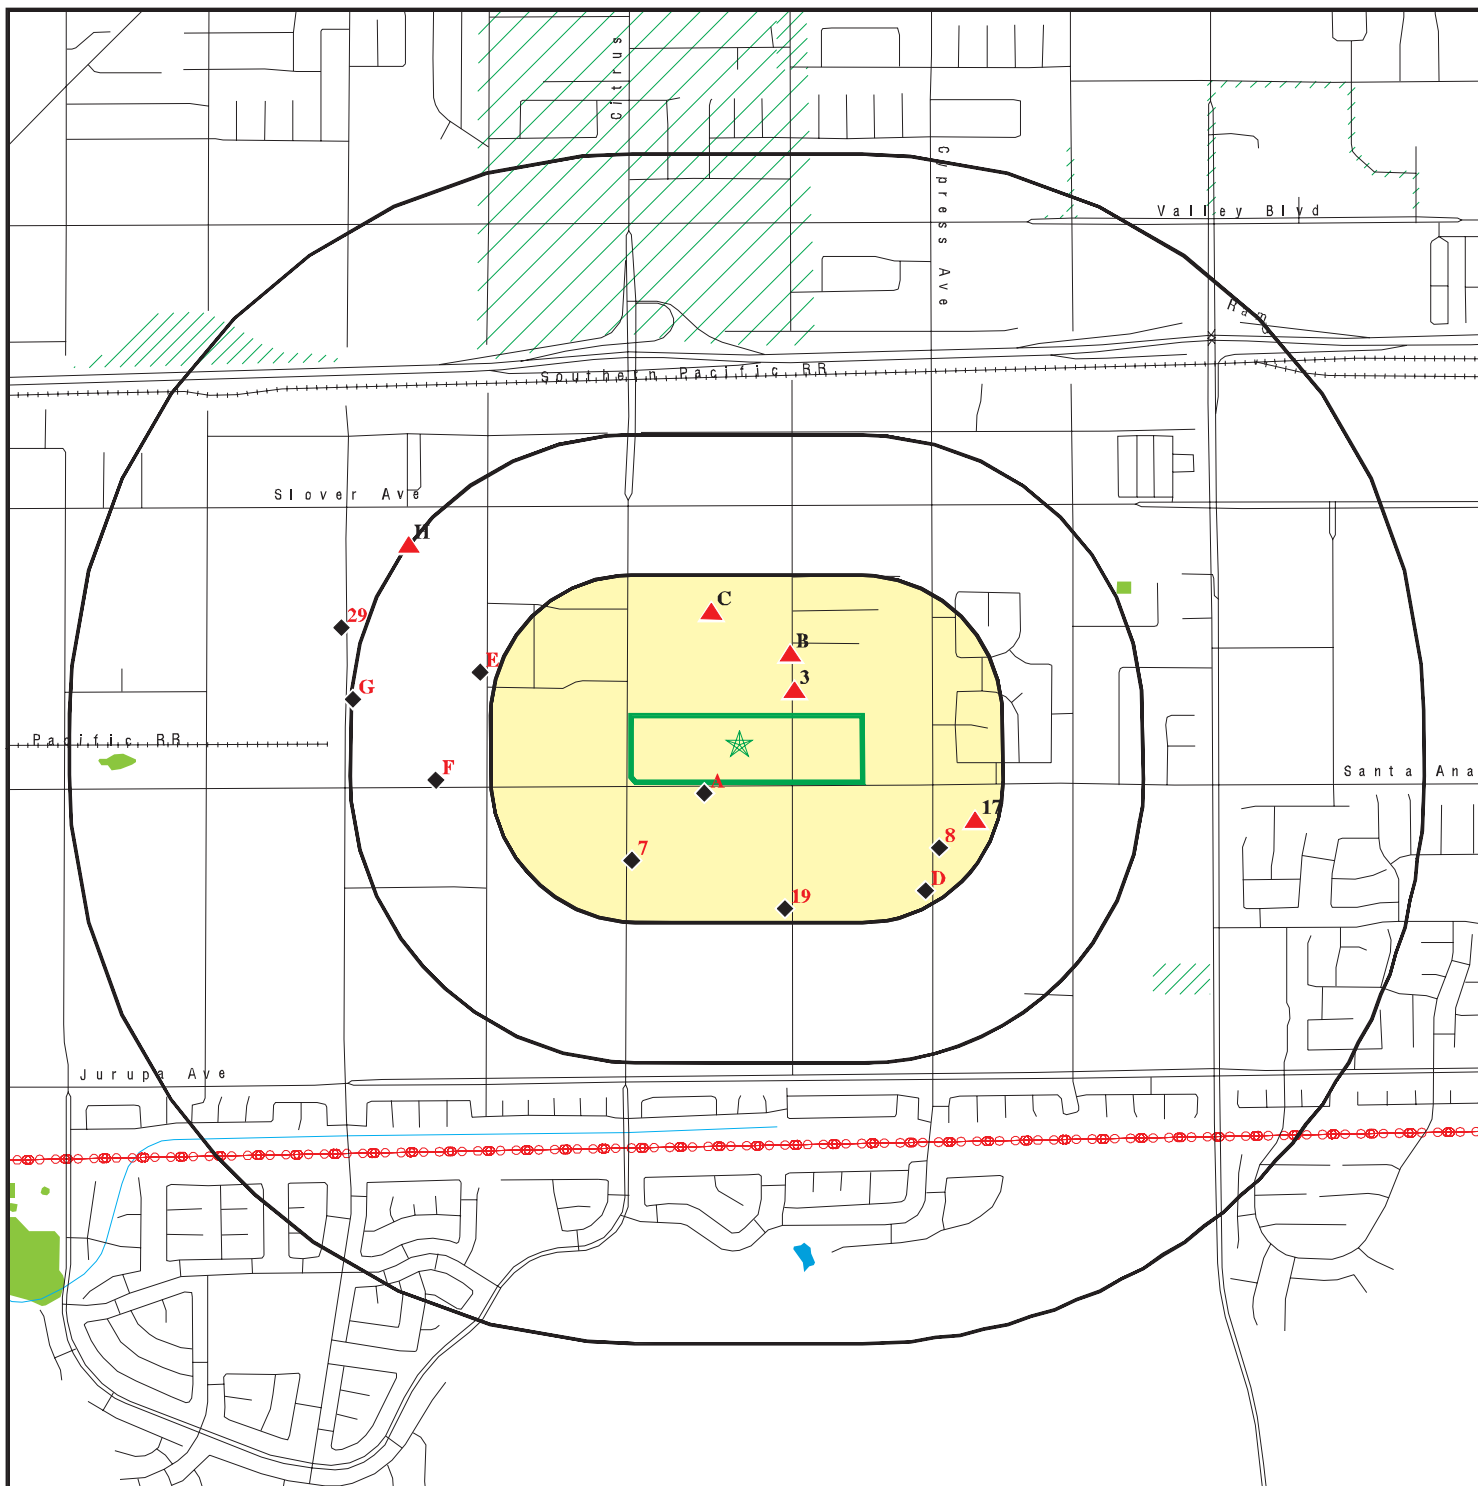 Citrus
Cypress Ave
Valley Blvd
Ramp
Southern Pacific RR
Slover Ave
H
C
29
B
E
3
G
Pacific RR
F
A
Santa Ana
17
8
7
D
19
Jurupa Ave